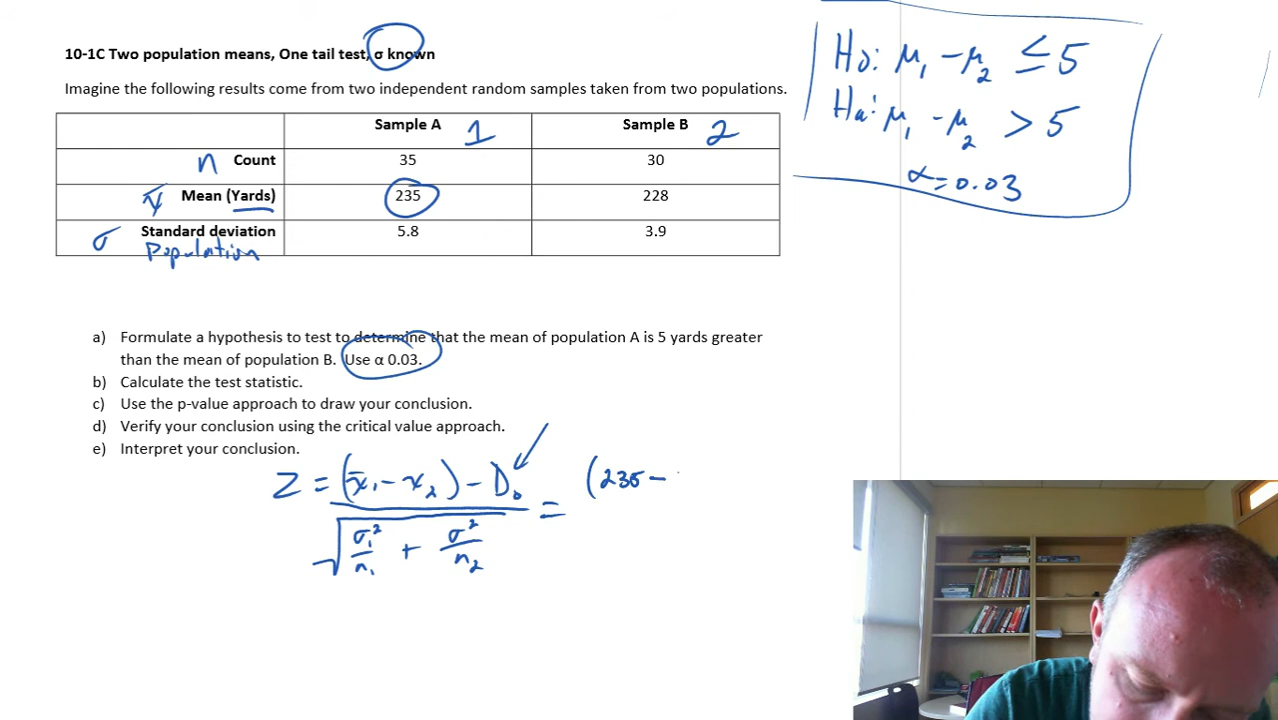 10-1C Two population means, One tail test, σ known
Imagine the following results come from two independent random samples taken from two populations.
Sample A 1 Sample B 2
n Count 35 30
x̄ Mean (Yards) 235 228
σ Standard deviation 5.8 3.9
Population
H₀: μ₁ - μ₂ ≤ 5
Ha: μ₁ - μ₂ > 5
α = 0.03
a) Formulate a hypothesis to test to determine that the mean of population A is 5 yards greater
than the mean of population B. Use α 0.03.
b) Calculate the test statistic.
c) Use the p-value approach to draw your conclusion.
d) Verify your conclusion using the critical value approach.
e) Interpret your conclusion.
Z = (x̄₁ - x₂) - D₀ = (235 -
√ σ₁²/n₁ + σ²/n₂